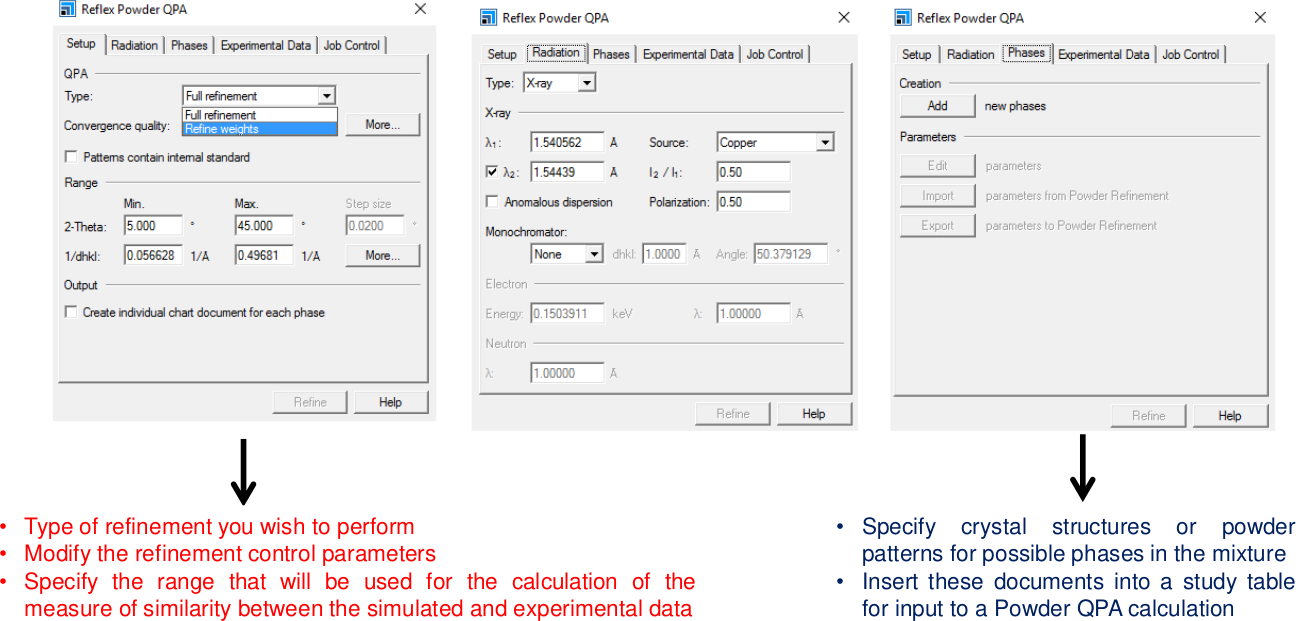 Reflex Powder QPA
Setup Radiation Phases Experimental Data Job Control
QPA
Type: Full refinement
Full refinement
Refine weights
Convergence quality: More...
Patterns contain internal standard
Range
Min. Max. Step size
2-Theta: 5.000 ° 45.000 ° 0.0200 °
1/dhkl: 0.056628 1/A 0.49681 1/A More...
Output
Create individual chart document for each phase
Refine Help
Reflex Powder QPA
Setup Radiation Phases Experimental Data Job Control
Type: X-ray
X-ray
λ₁: 1.540562 A Source: Copper
λ₂: 1.54439 A I₂ / I₁: 0.50
Anomalous dispersion Polarization: 0.50
Monochromator:
None dhkl: 1.0000 Å Angle: 50.379129 °
Electron
Energy: 0.1503911 keV λ: 1.00000 Å
Neutron
λ: 1.00000 Å
Refine Help
Reflex Powder QPA
Setup Radiation Phases Experimental Data Job Control
Creation
Add new phases
Parameters
Edit parameters
Import parameters from Powder Refinement
Export parameters to Powder Refinement
Refine Help
• Type of refinement you wish to perform
• Modify the refinement control parameters
• Specify the range that will be used for the calculation of the
measure of similarity between the simulated and experimental data
• Specify crystal structures or powder
patterns for possible phases in the mixture
• Insert these documents into a study table
for input to a Powder QPA calculation